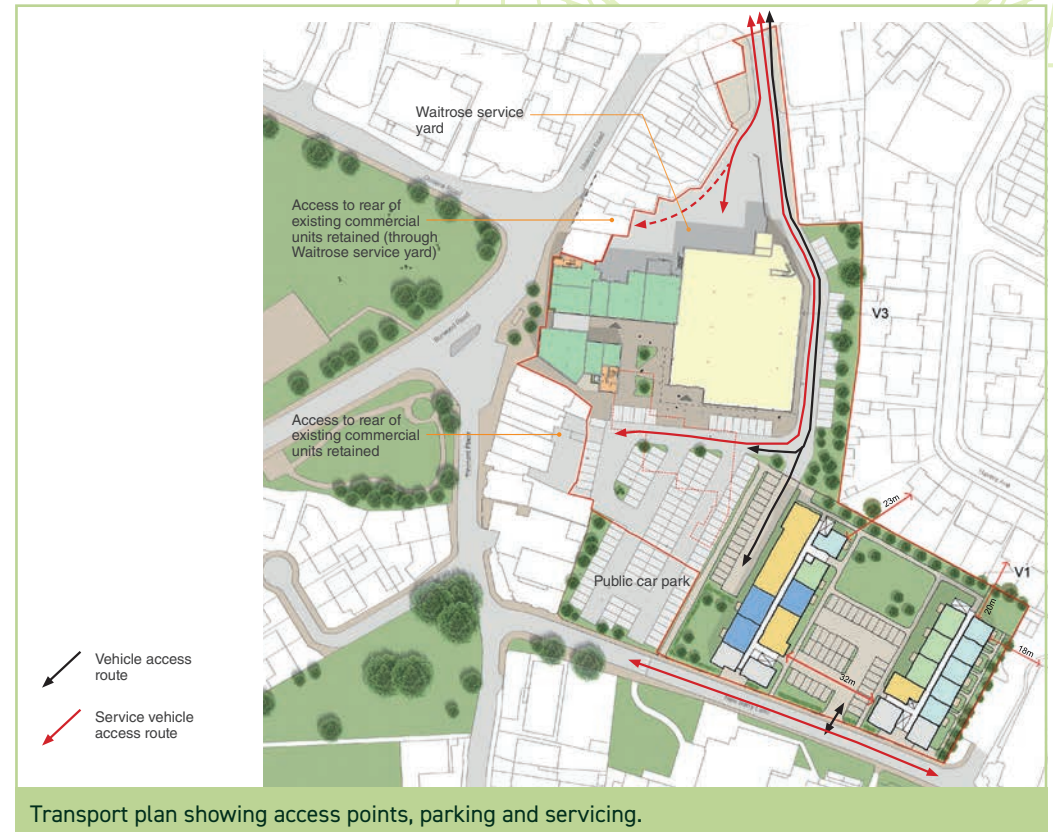 Waitrose service
yard
Access to rear of
existing commercial
units retained (through
Waitrose service yard)
Burwood Road
V3
Access to rear of
existing commercial
units retained
23m
Public car park
V1
20m
18m
32m
Vehicle access
route
Service vehicle
access route
Transport plan showing access points, parking and servicing.